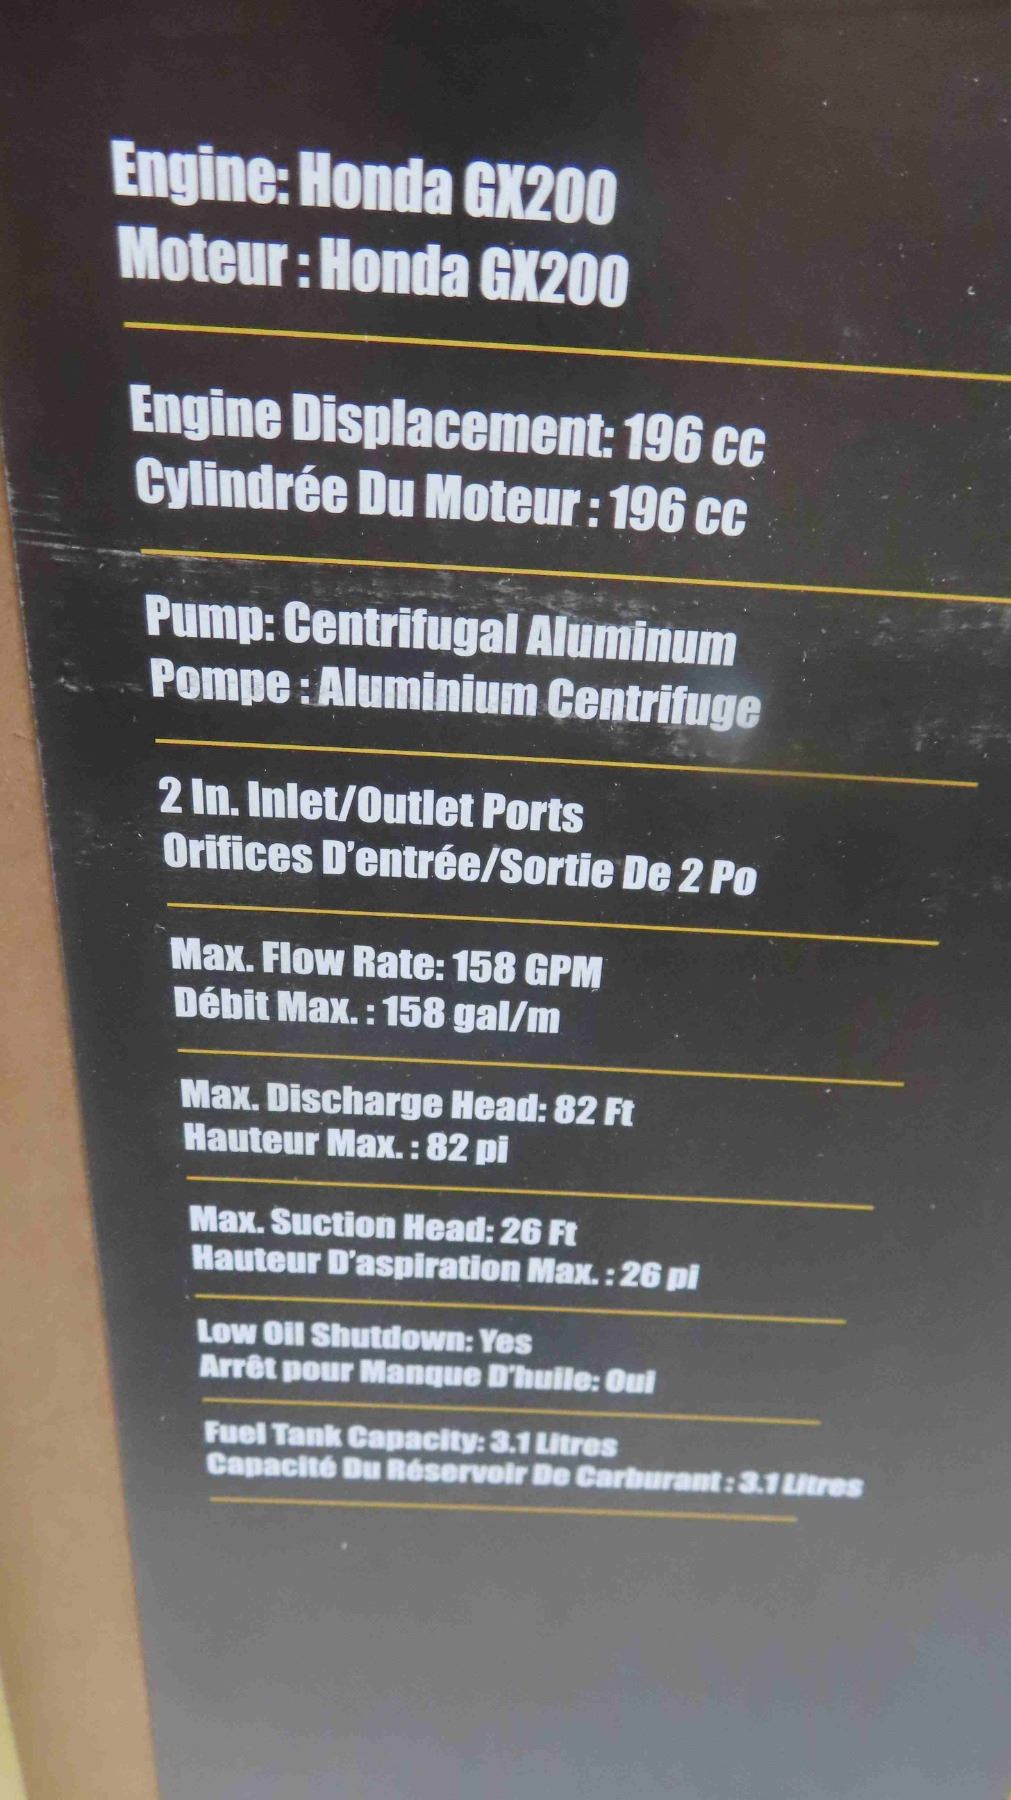 Engine: Honda GX200
Moteur : Honda GX200
Engine Displacement: 196 cc
Cylindrée Du Moteur : 196 cc
Pump: Centrifugal Aluminum
Pompe : Aluminium Centrifuge
2 In. Inlet/Outlet Ports
Orifices D'entrée/Sortie De 2 Po
Max. Flow Rate: 158 GPM
Débit Max. : 158 gal/m
Max. Discharge Head: 82 Ft
Hauteur Max. : 82 pi
Max. Suction Head: 26 Ft
Hauteur D'aspiration Max. : 26 pi
Low Oil Shutdown: Yes
Arrêt pour Manque D'huile: Oui
Fuel Tank Capacity: 3.1 Litres
Capacité Du Réservoir De Carburant : 3.1 Litres